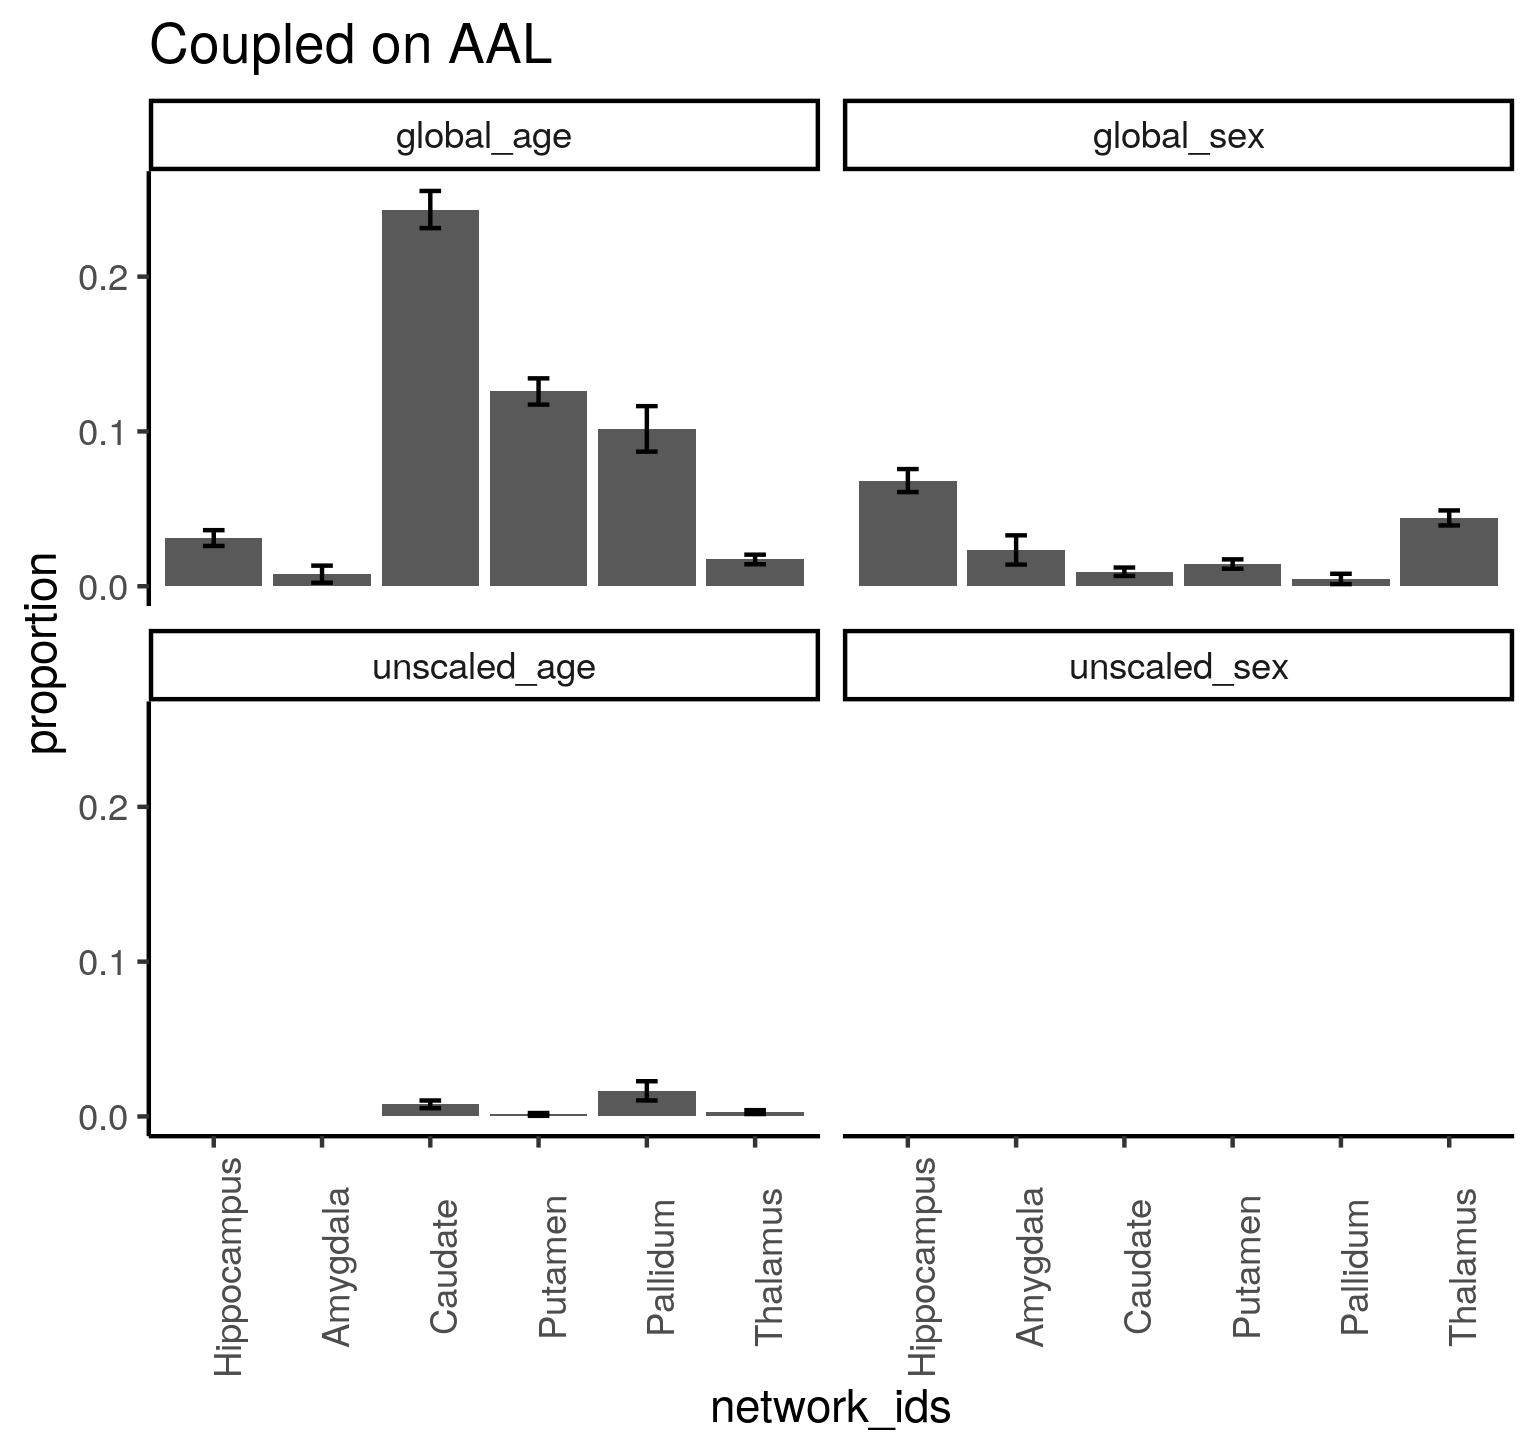 Coupled on AAL
global_age
global_sex
0.2
0.1
0.0
unscaled_age
unscaled_sex
0.2
0.1
0.0
proportion
Hippocampus
Amygdala
Caudate
Putamen
Pallidum
Thalamus
Hippocampus
Amygdala
Caudate
Putamen
Pallidum
Thalamus
network_ids